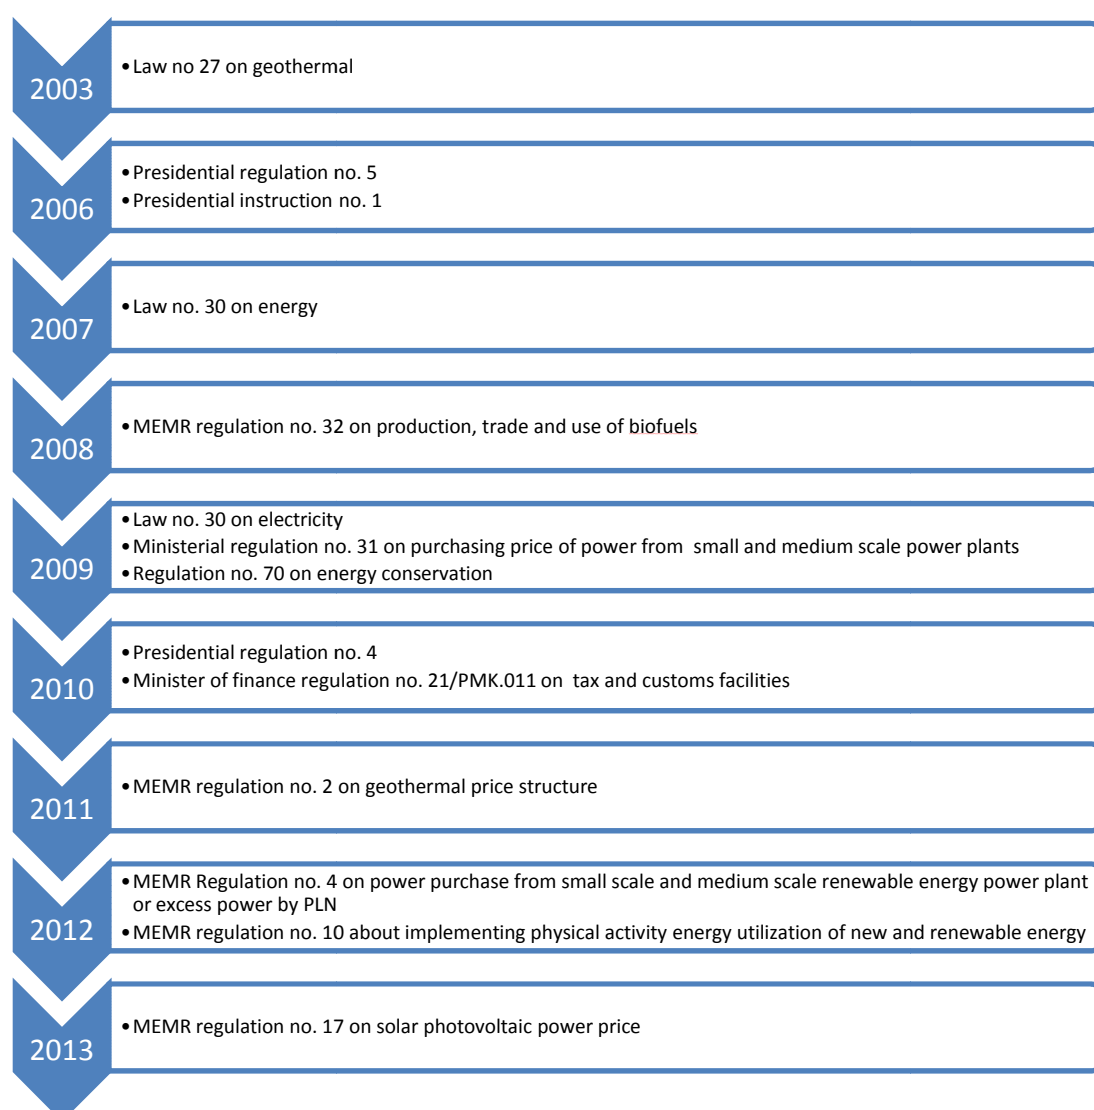 2003
•Law no 27 on geothermal
2006
•Presidential regulation no. 5
•Presidential instruction no. 1
2007
•Law no. 30 on energy
2008
•MEMR regulation no. 32 on production, trade and use of biofuels
2009
•Law no. 30 on electricity
•Ministerial regulation no. 31 on purchasing price of power from  small and medium scale power plants
•Regulation no. 70 on energy conservation
2010
•Presidential regulation no. 4
•Minister of finance regulation no. 21/PMK.011 on  tax and customs facilities
2011
•MEMR regulation no. 2 on geothermal price structure
2012
•MEMR Regulation no. 4 on power purchase from small scale and medium scale renewable energy power plant
or excess power by PLN
•MEMR regulation no. 10 about implementing physical activity energy utilization of new and renewable energy
2013
•MEMR regulation no. 17 on solar photovoltaic power price